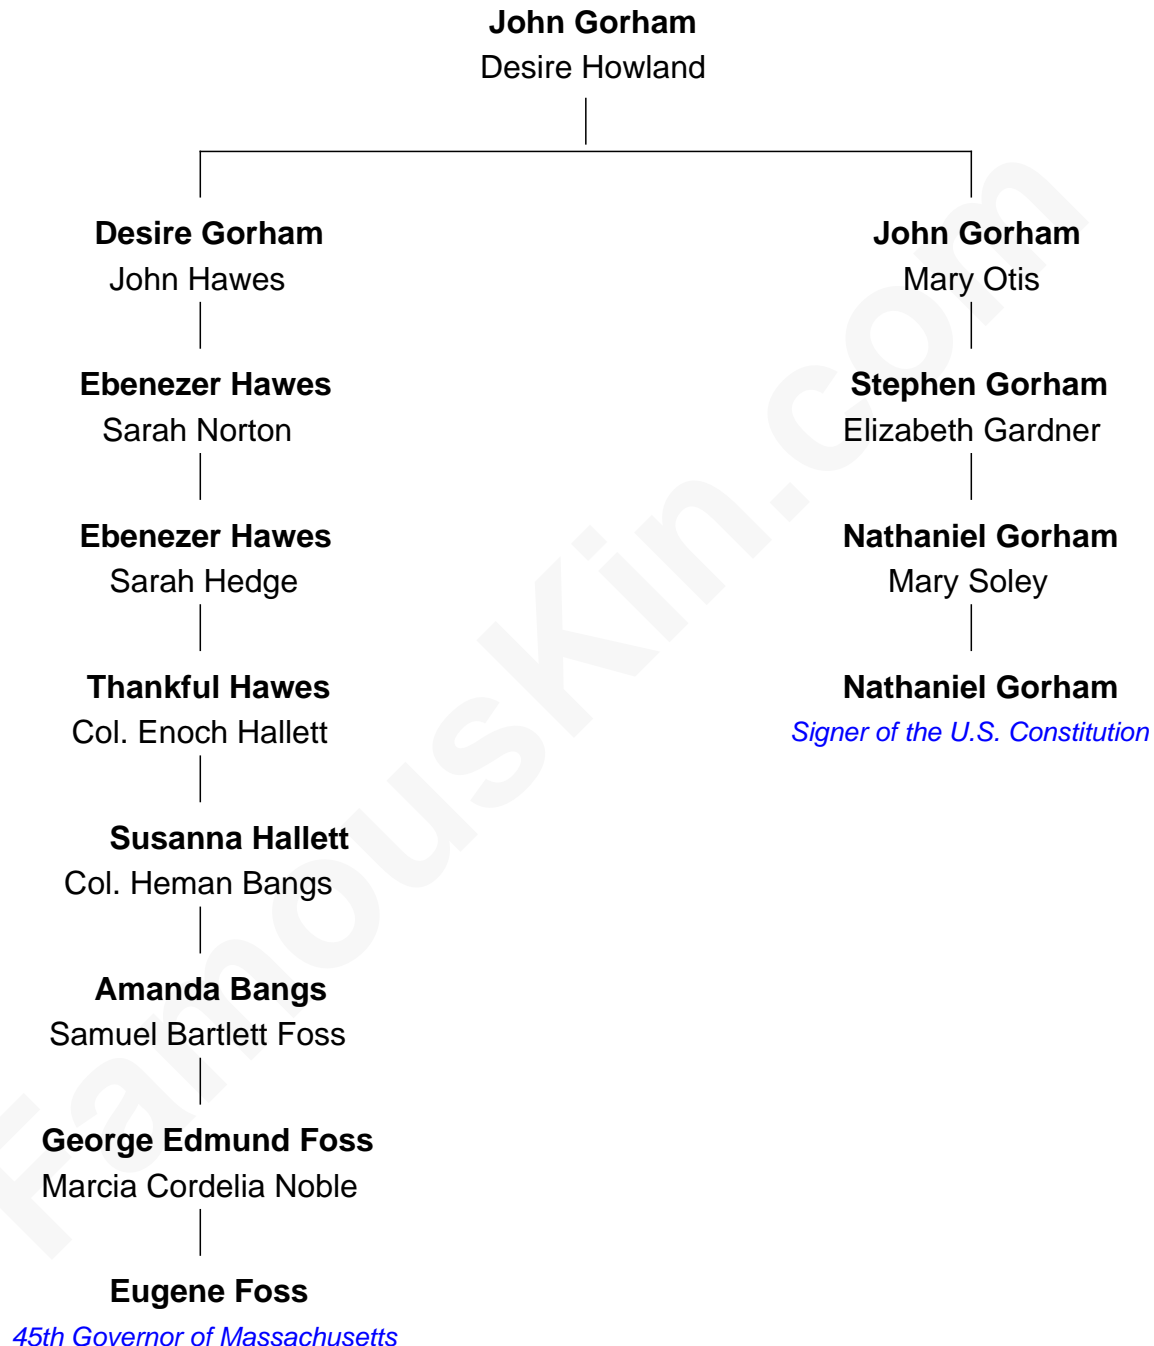 John Gorham
Desire Howland
Desire Gorham
John Hawes
John Gorham
Mary Otis
Ebenezer Hawes
Sarah Norton
Stephen Gorham
Elizabeth Gardner
Ebenezer Hawes
Sarah Hedge
Nathaniel Gorham
Mary Soley
Thankful Hawes
Col. Enoch Hallett
Nathaniel Gorham
Signer of the U.S. Constitution
Susanna Hallett
Col. Heman Bangs
Amanda Bangs
Samuel Bartlett Foss
George Edmund Foss
Marcia Cordelia Noble
Eugene Foss
45th Governor of Massachusetts
FamousKin.com